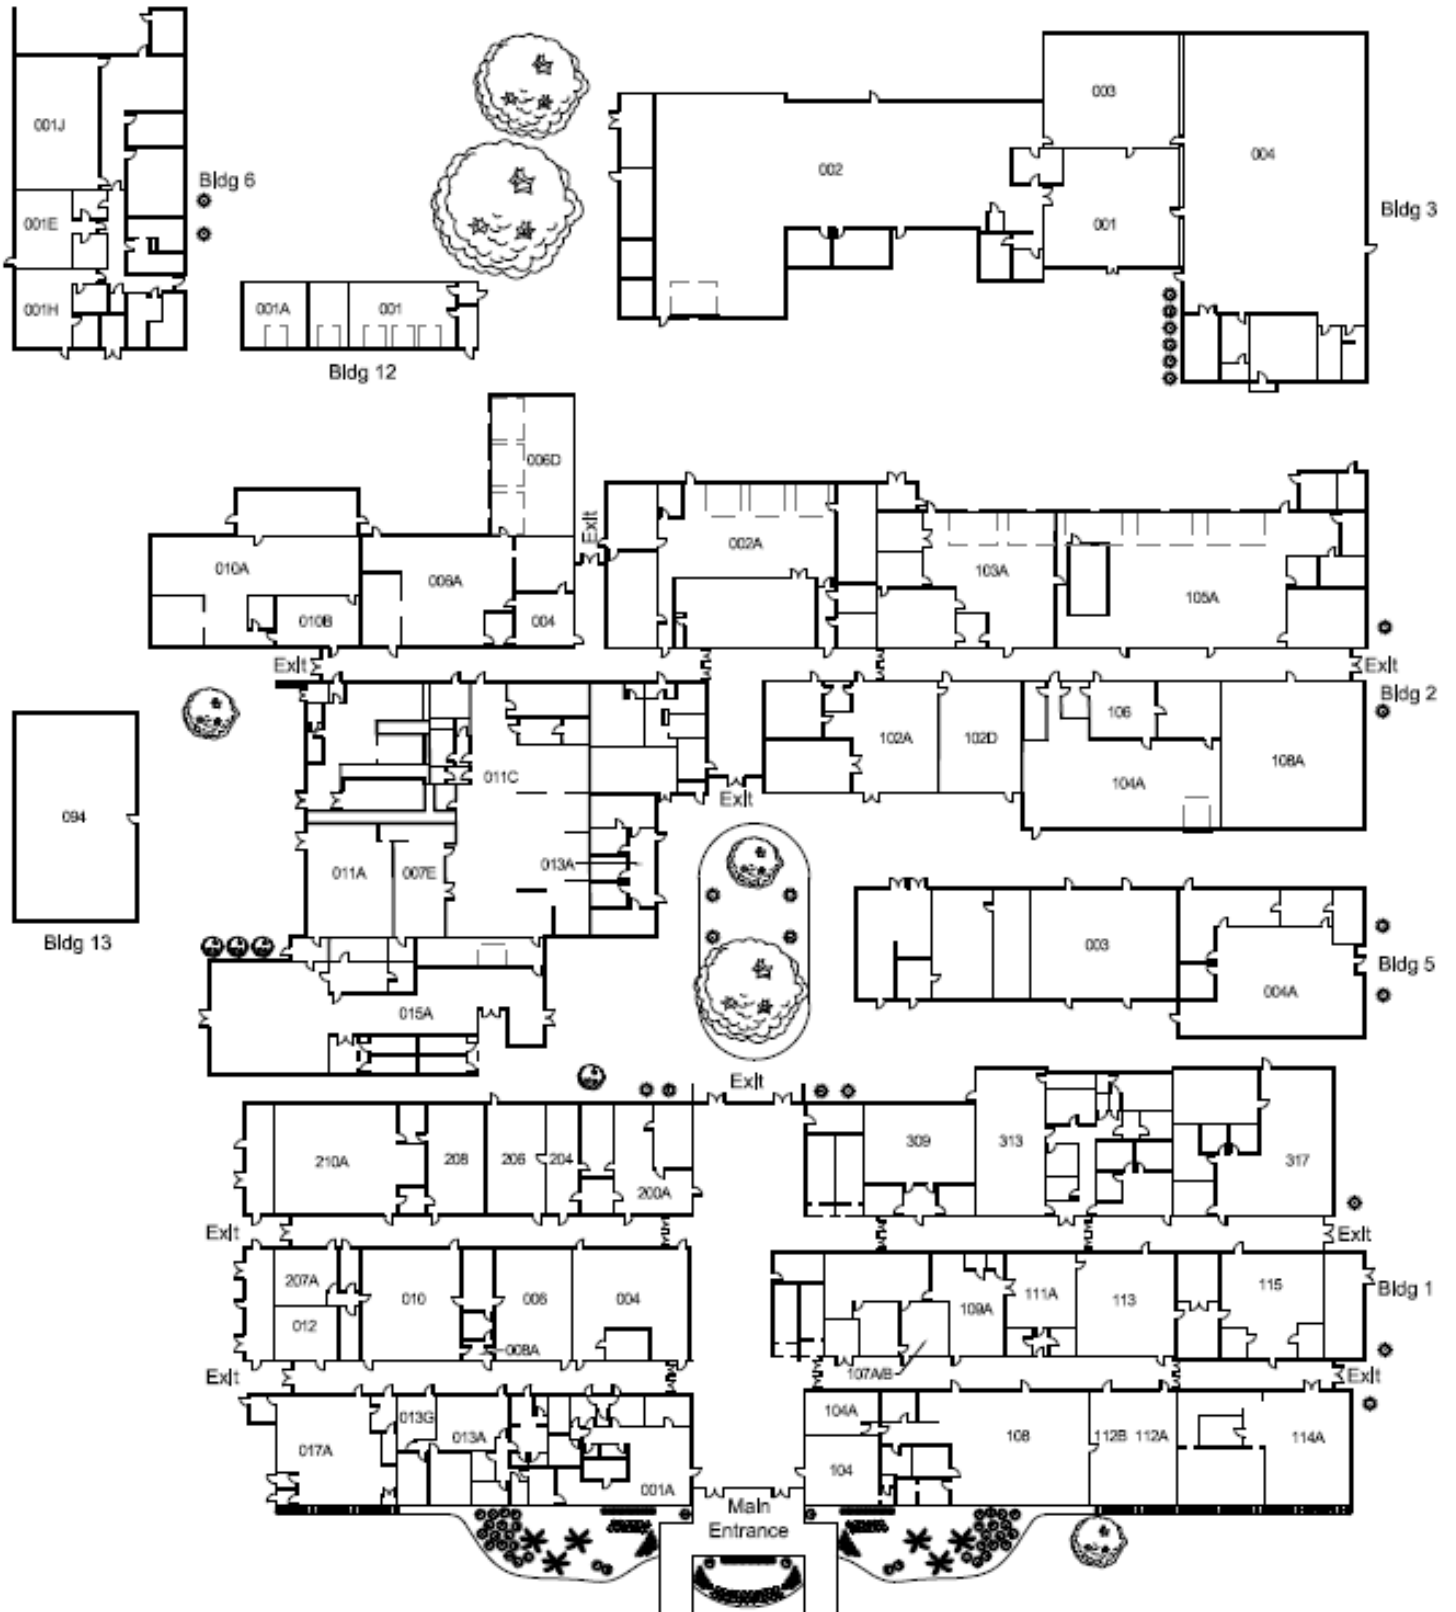 003
001J
002
004
Bldg 6
Bldg 3
001E
001
001H
001A
001
Bldg 12
006D
Exit
002A
010A
006A
103A
105A
010B
004
Exit
Exit
Bldg 2
106
102A
102D
011C
108A
104A
Exit
094
011A
007E
013A
Bldg 13
003
Bldg 5
004A
015A
Exit
210A
208
206
204
309
313
317
200A
Exit
Exit
207A
010
006
004
109A
111A
113
115
Bldg 1
012
008A
107A/B
Exit
Exit
013G
104A
017A
013A
108
112B
112A
114A
104
001A
Main
Entrance